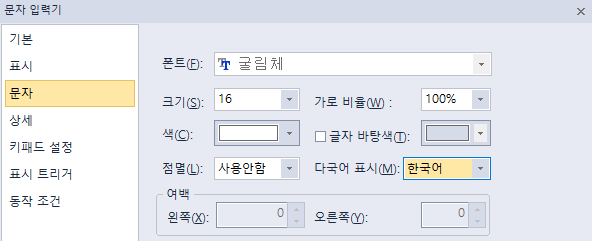 문자 입력기
기본
표시
문자
상세
키패드 설정
표시 트리거
동작 조건
폰트(F): 굴림체
크기(S): 16 가로 비율(W) : 100%
색(C): 글자 바탕색(T):
점멸(L): 사용안함 다국어 표시(M): 한국어
여백
왼쪽(X): 0 오른쪽(Y): 0